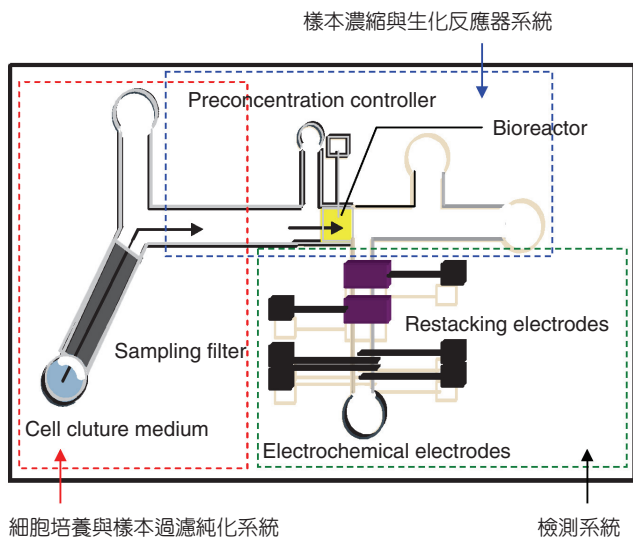 樣本濃縮與生化反應器系統
Preconcentration controller
Bioreactor
Sampling filter
Restacking electrodes
Cell cluture medium
Electrochemical electrodes
細胞培養與樣本過濾純化系統
檢測系統